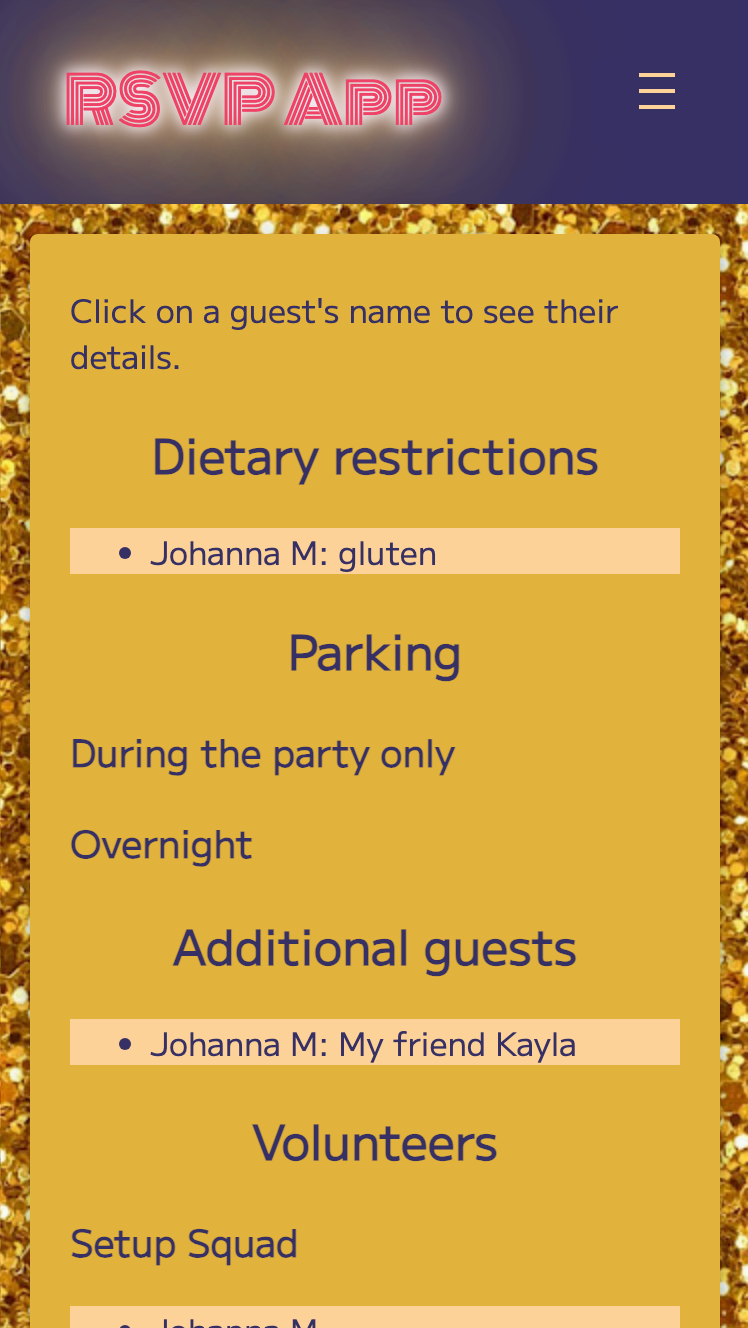 RSVP App
Click on a guest's name to see their
details.
Dietary restrictions
Johanna M: gluten
Parking
During the party only
Overnight
Additional guests
Johanna M: My friend Kayla
Volunteers
Setup Squad
Johanna M